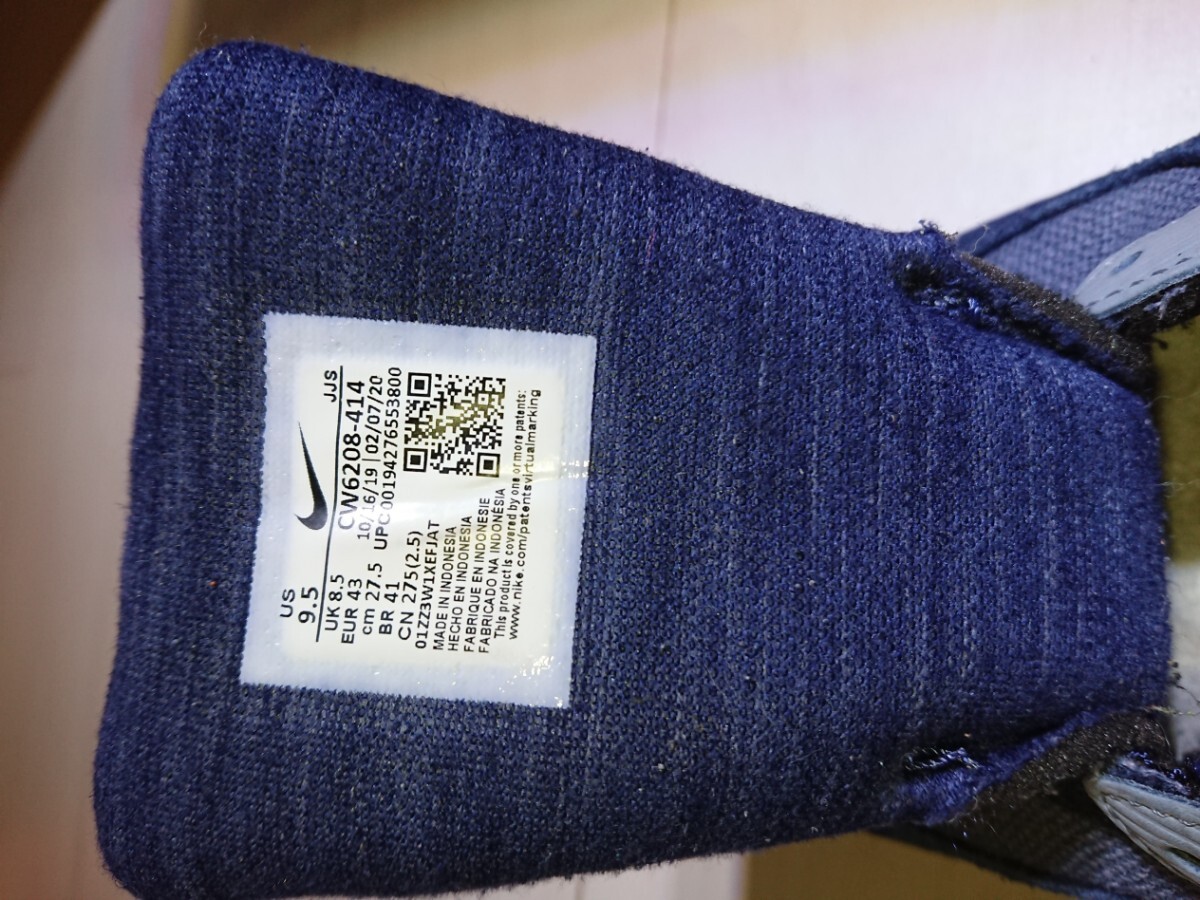 US
9.5
JJS
UK 8.5
CW6208-414
EUR 43
10/16/19 | 02/07/20
cm 27.5
UPC00194276553800
BR 41
CN 275(2.5)
01ZZ3W1XEFJAT
MADE IN INDONESIA
HECHO EN INDONESIA
FABRIQUE EN INDONESIE
FABRICADO NA INDONÉSIA
This product is covered by one or more patents:
www.nike.com/patentsvirtualmarking